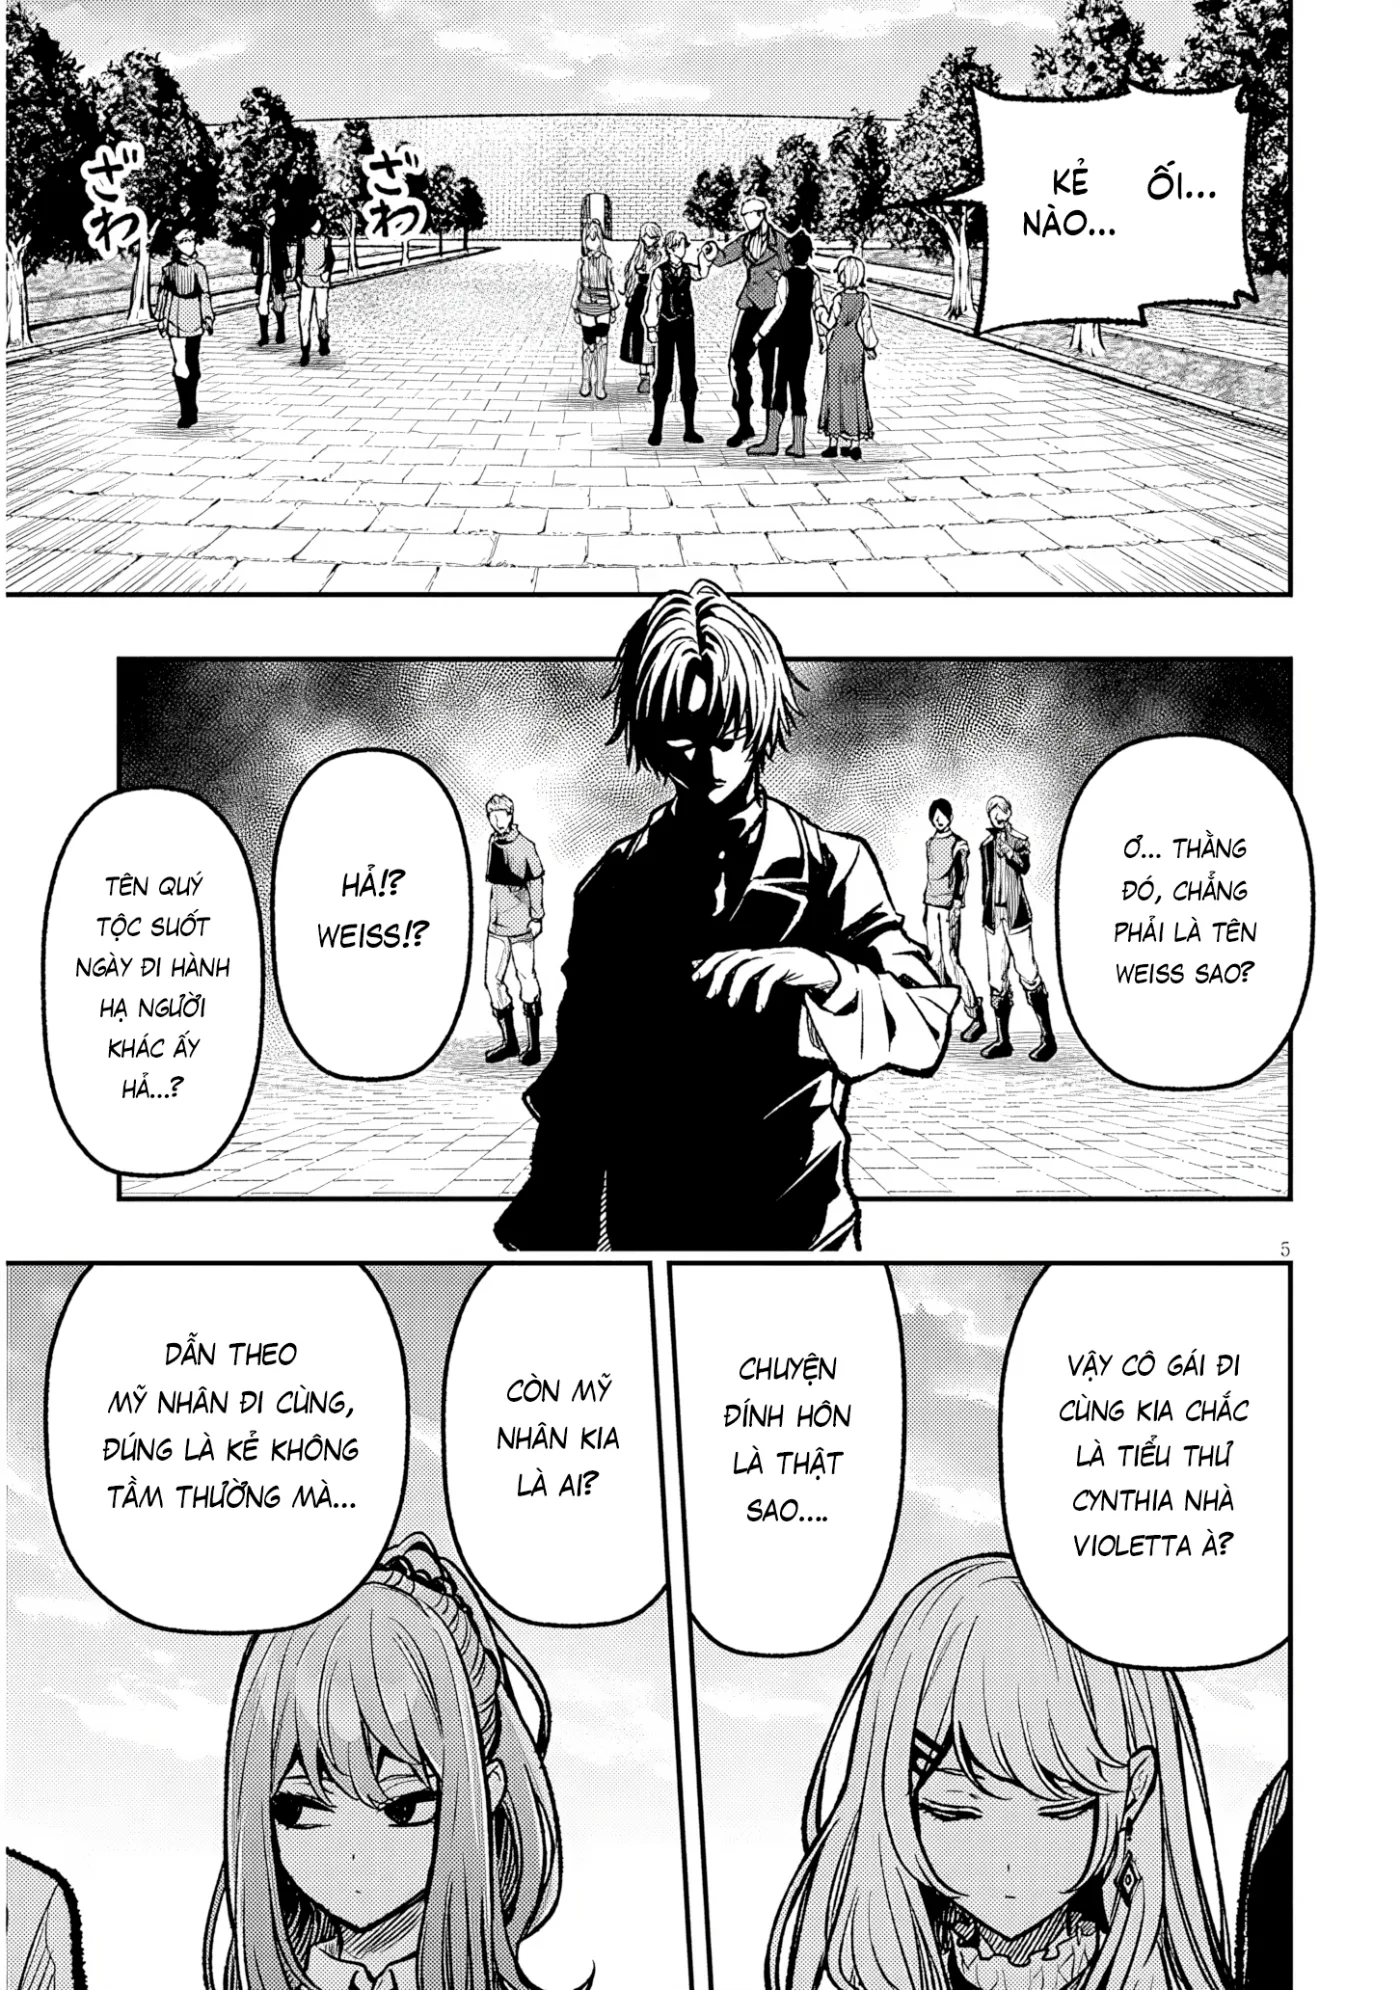 ỐI...
KẺ
NÀO...
ざわ
ざわ
Ơ... THẰNG
ĐÓ, CHẲNG
PHẢI LÀ TÊN
WEISS SAO?
HẢ!?
WEISS!?
TÊN QUÝ
TỘC SUỐT
NGÀY ĐI HÀNH
HẠ NGƯỜI
KHÁC ẤY
HẢ...?
5
VẬY CÔ GÁI ĐI
CÙNG KIA CHẮC
LÀ TIỂU THƯ
CYNTHIA NHÀ
VIOLETTA À?
CHUYỆN
ĐÍNH HÔN
LÀ THẬT
SAO....
CÒN MỸ
NHÂN KIA
LÀ AI?
DẪN THEO
MỸ NHÂN ĐI CÙNG,
ĐÚNG LÀ KẺ KHÔNG
TẦM THƯỜNG MÀ...